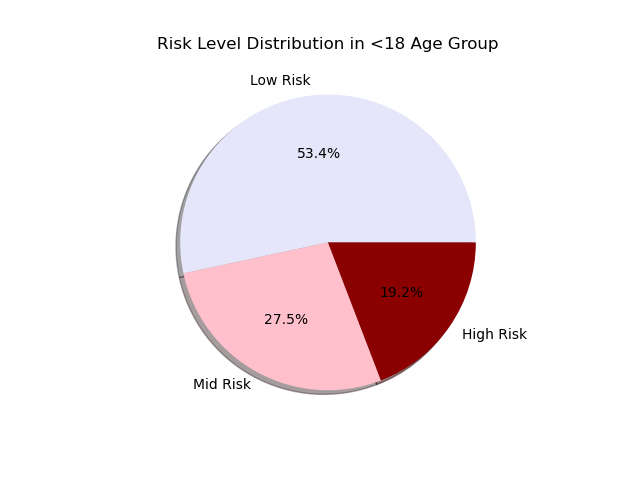 Risk Level Distribution in <18 Age Group
Low Risk
53.4%
19.2%
27.5%
High Risk
Mid Risk